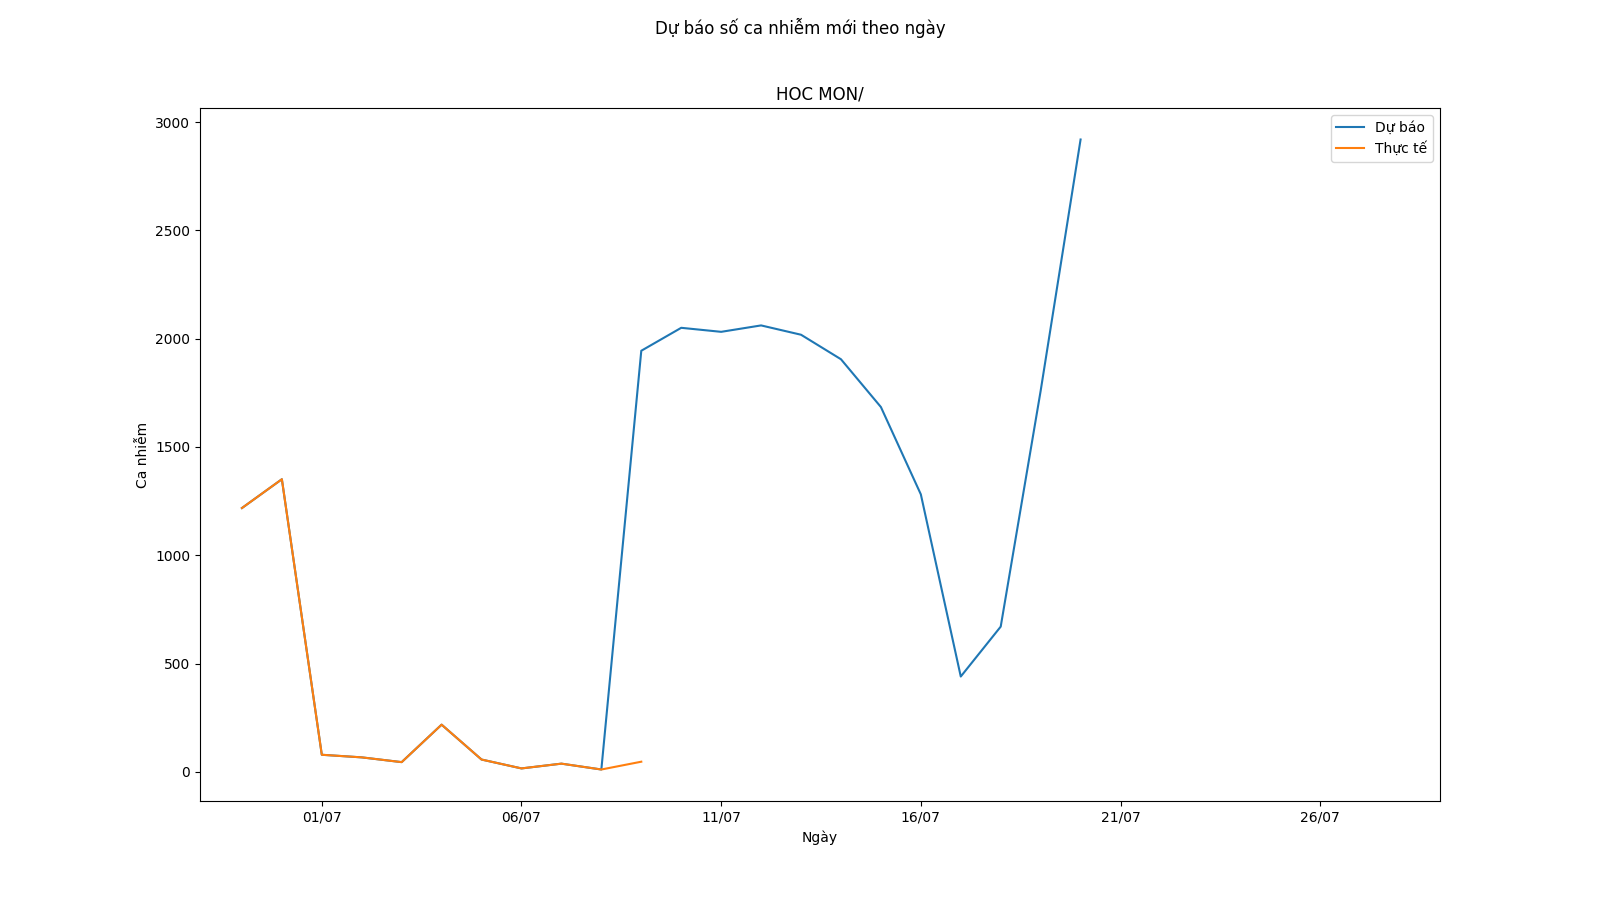 Dự báo số ca nhiễm mới theo ngày
HOC MON/
3000
2500
2000
1500
1000
500
0
Ca nhiễm
Dự báo
Thực tế
01/07
06/07
11/07
16/07
21/07
26/07
Ngày